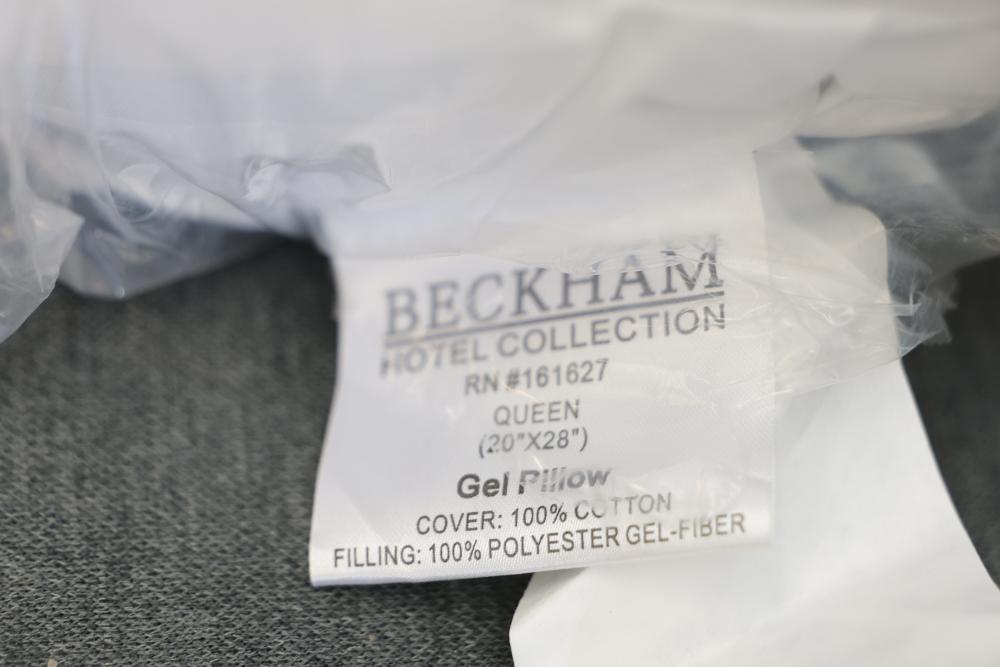 BECKHAM
HOTEL COLLECTION
RN #161627
QUEEN
(20"X28")
Gel Pillow
COVER: 100% COTTON
FILLING: 100% POLYESTER GEL-FIBER